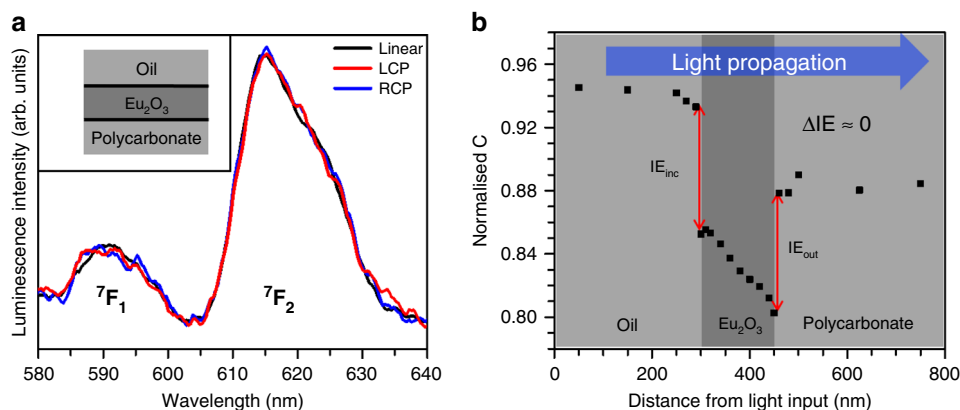 a
Luminescence intensity (arb. units)
Oil
Eu₂O₃
Polycarbonate
Linear
LCP
RCP
⁷F₁
⁷F₂
580 590 600 610 620 630 640
Wavelength (nm)
b
Normalised C
0.96
0.92
0.88
0.84
0.80
Light propagation
ΔIE ≈ 0
IEinc
IEout
Oil
Eu₂O₃
Polycarbonate
0 200 400 600 800
Distance from light input (nm)